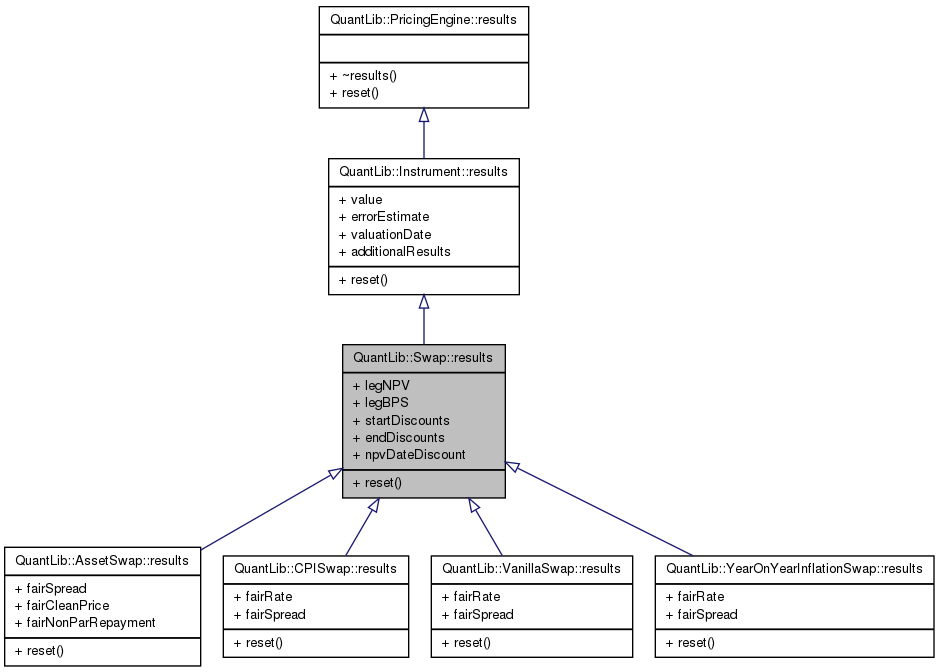 QuantLib::PricingEngine::results
+ ~results()
+ reset()
QuantLib::Instrument::results
+ value
+ errorEstimate
+ valuationDate
+ additionalResults
+ reset()
QuantLib::Swap::results
+ legNPV
+ legBPS
+ startDiscounts
+ endDiscounts
+ npvDateDiscount
+ reset()
QuantLib::AssetSwap::results
+ fairSpread
+ fairCleanPrice
+ fairNonParRepayment
+ reset()
QuantLib::CPISwap::results
+ fairRate
+ fairSpread
+ reset()
QuantLib::VanillaSwap::results
+ fairRate
+ fairSpread
+ reset()
QuantLib::YearOnYearInflationSwap::results
+ fairRate
+ fairSpread
+ reset()